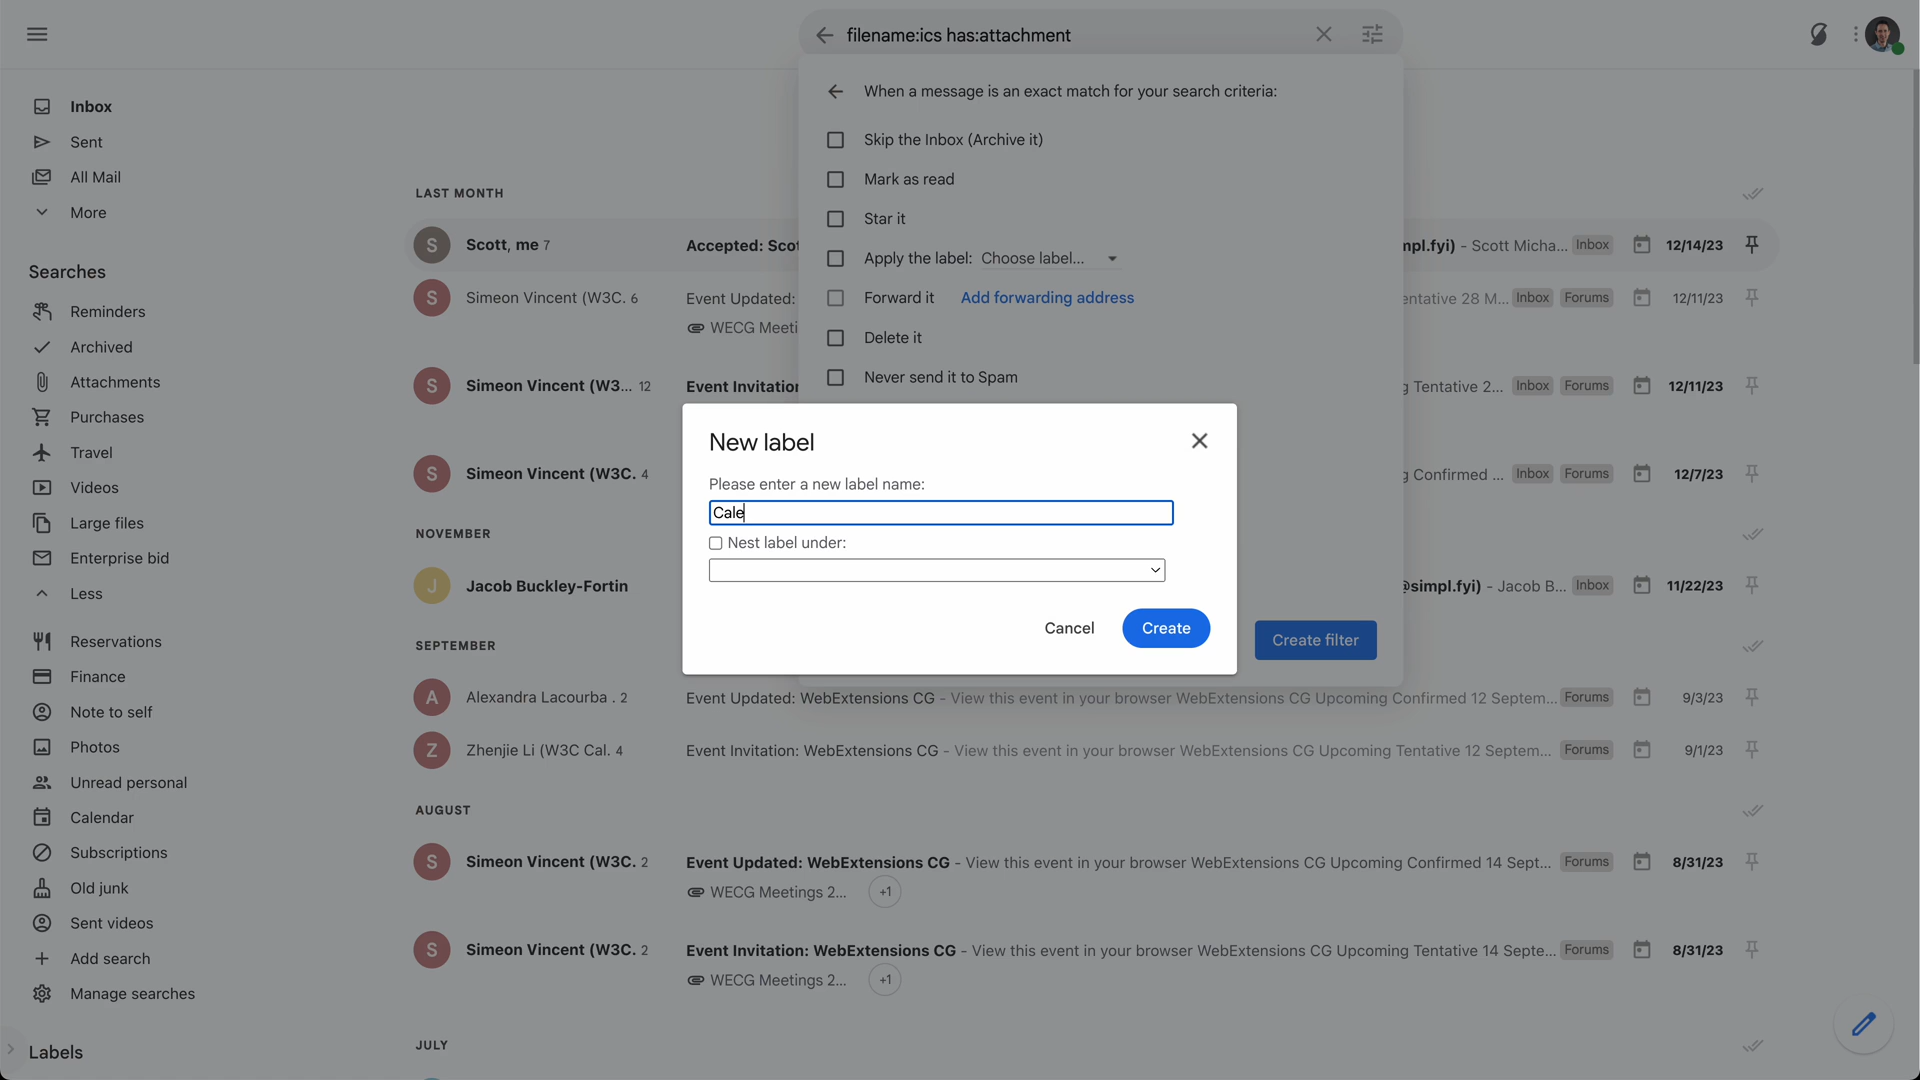 filename:ics has:attachment
Inbox
Sent
All Mail
More
Searches
Reminders
Archived
Attachments
Purchases
Travel
Videos
Large files
Enterprise bid
Less
Reservations
Finance
Note to self
Photos
Unread personal
Calendar
Subscriptions
Old junk
Sent videos
Add search
Manage searches
Labels
When a message is an exact match for your search criteria:
Skip the Inbox (Archive it)
Mark as read
Star it
Apply the label: Choose label...
Forward it Add forwarding address
Delete it
Never send it to Spam
Create filter
New label
Please enter a new label name:
Cale
Nest label under:
Cancel Create
LAST MONTH
S Scott, me 7 Accepted: Scot mpl.fyi) - Scott Micha... Inbox 12/14/23
S Simeon Vincent (W3C. 6 Event Updated: entative 28 M... Inbox Forums 12/11/23
WECG Meeti
S Simeon Vincent (W3... 12 Event Invitation g Tentative 2... Inbox Forums 12/11/23
S Simeon Vincent (W3C. 4 g Confirmed ... Inbox Forums 12/7/23
NOVEMBER
J Jacob Buckley-Fortin @simpl.fyi) - Jacob B... Inbox 11/22/23
SEPTEMBER
A Alexandra Lacourba . 2 Event Updated: WebExtensions CG - View this event in your browser WebExtensions CG Upcoming Confirmed 12 Septem... Forums 9/3/23
Z Zhenjie Li (W3C Cal. 4 Event Invitation: WebExtensions CG - View this event in your browser WebExtensions CG Upcoming Tentative 12 Septem... Forums 9/1/23
AUGUST
S Simeon Vincent (W3C. 2 Event Updated: WebExtensions CG - View this event in your browser WebExtensions CG Upcoming Confirmed 14 Sept... Forums 8/31/23
WECG Meetings 2... +1
S Simeon Vincent (W3C. 2 Event Invitation: WebExtensions CG - View this event in your browser WebExtensions CG Upcoming Tentative 14 Septe... Forums 8/31/23
WECG Meetings 2... +1
JULY